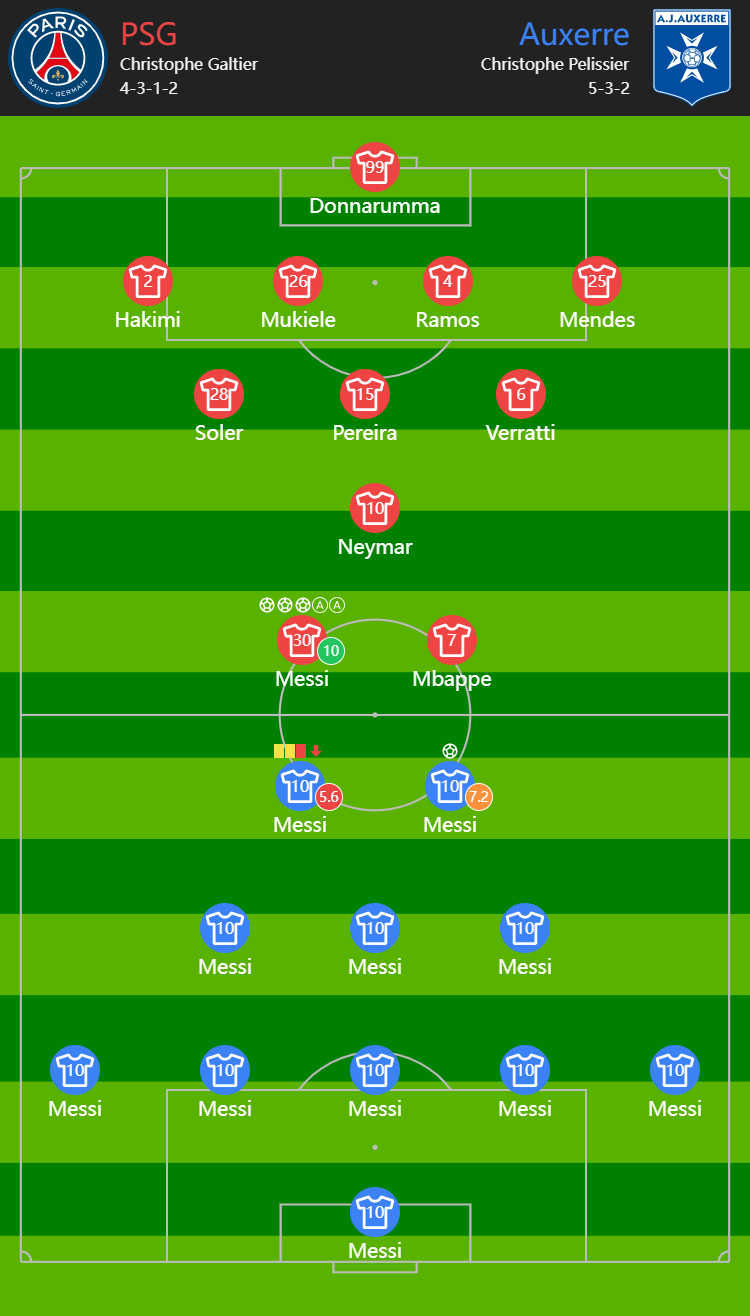 PARIS
SAINT-GERMAIN
PSG
Christophe Galtier
4-3-1-2
Auxerre
Christophe Pelissier
5-3-2
A.J.AUXERRE
99
Donnarumma
2 26 4 25
Hakimi Mukiele Ramos Mendes
28 15 6
Soler Pereira Verratti
10
Neymar
A A
30 10 7
Messi Mbappe
10 5.6 10 7.2
Messi Messi
10 10 10
Messi Messi Messi
10 10 10 10 10
Messi Messi Messi Messi Messi
10
Messi